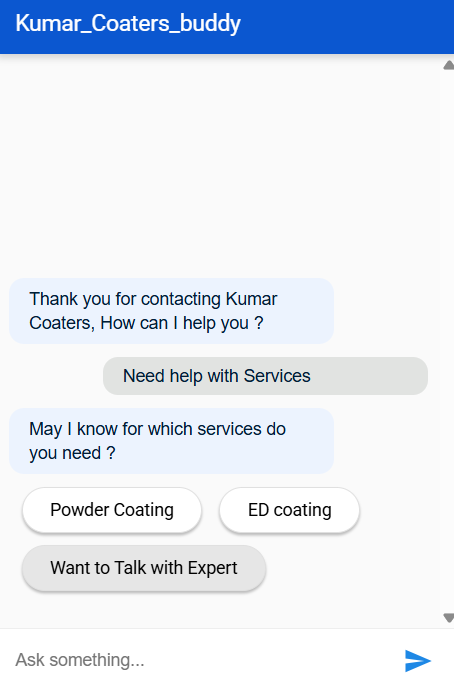 Kumar_Coaters_buddy
Thank you for contacting Kumar
Coaters, How can I help you ?
Need help with Services
May I know for which services do
you need ?
Powder Coating
ED coating
Want to Talk with Expert
Ask something...